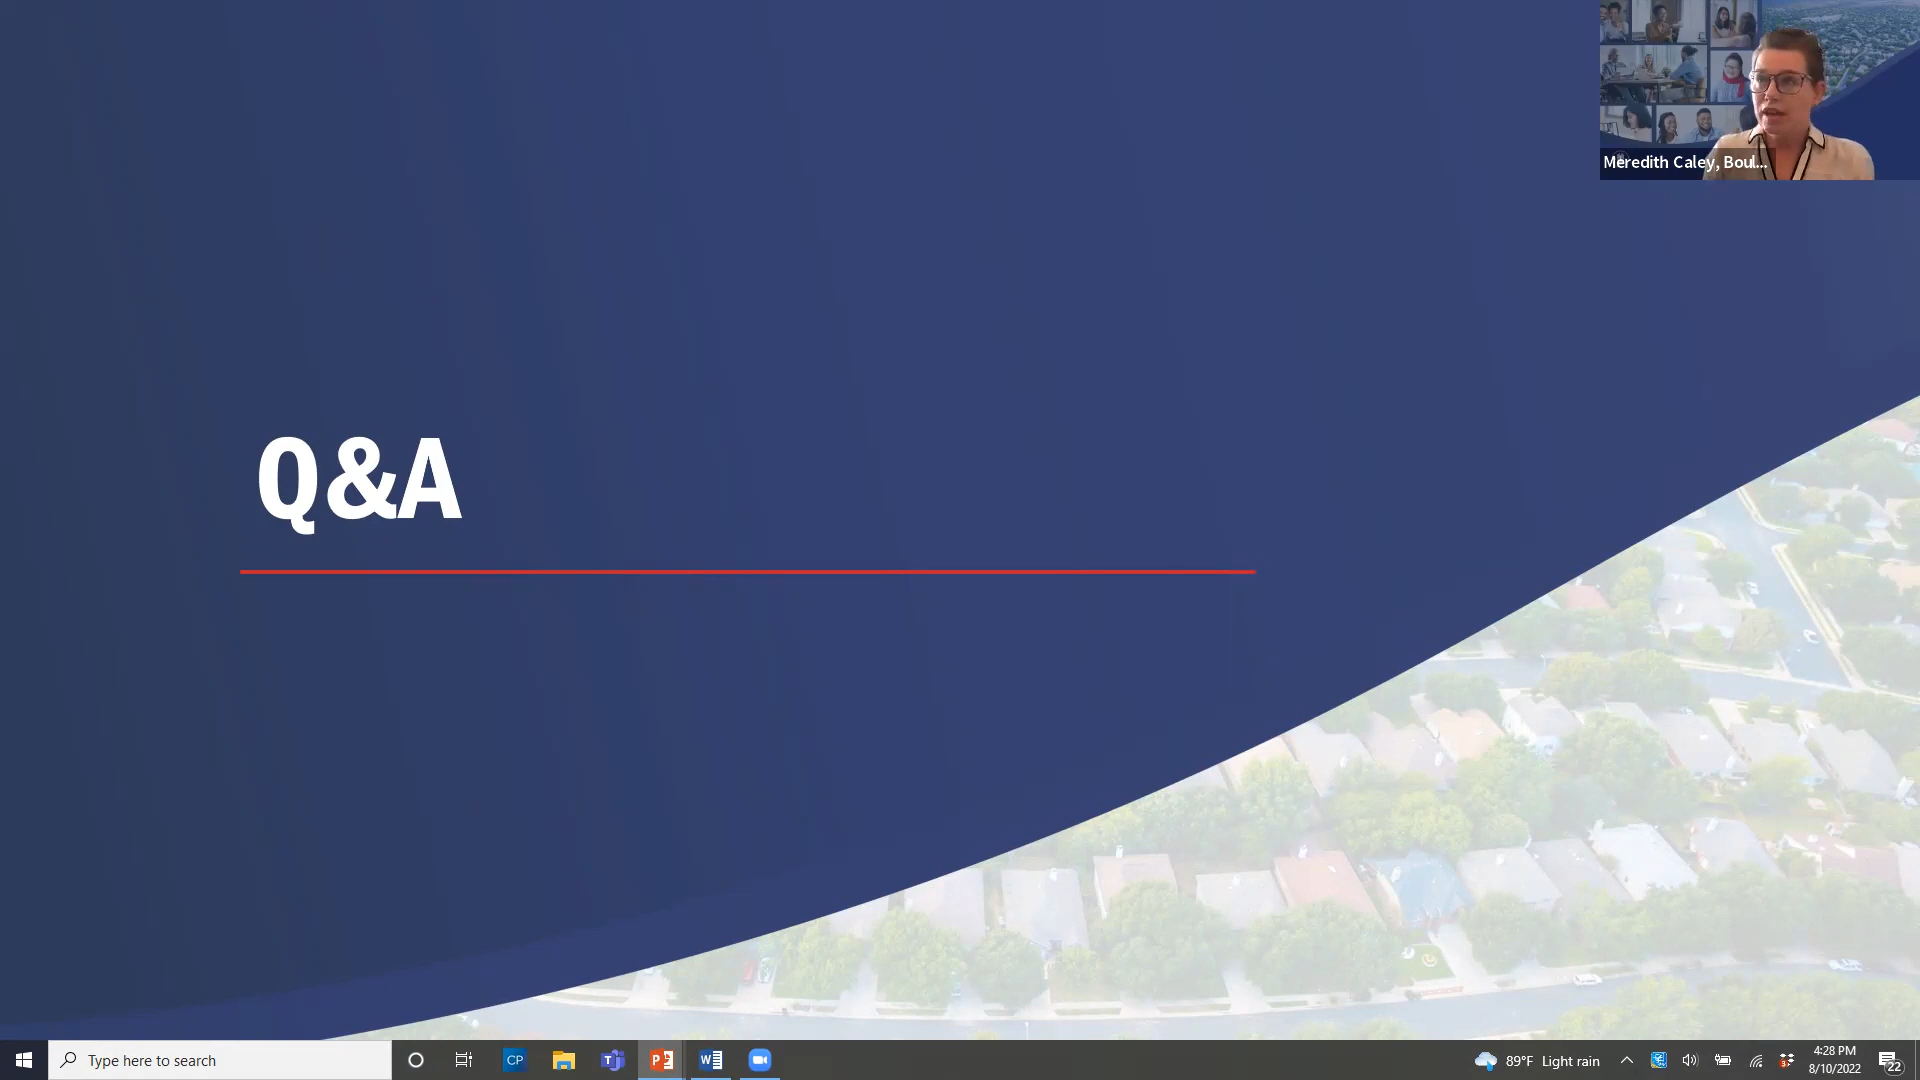 Meredith Caley, Boul...
Q&A
Type here to search
CP
89°F Light rain
4:28 PM
8/10/2022
22